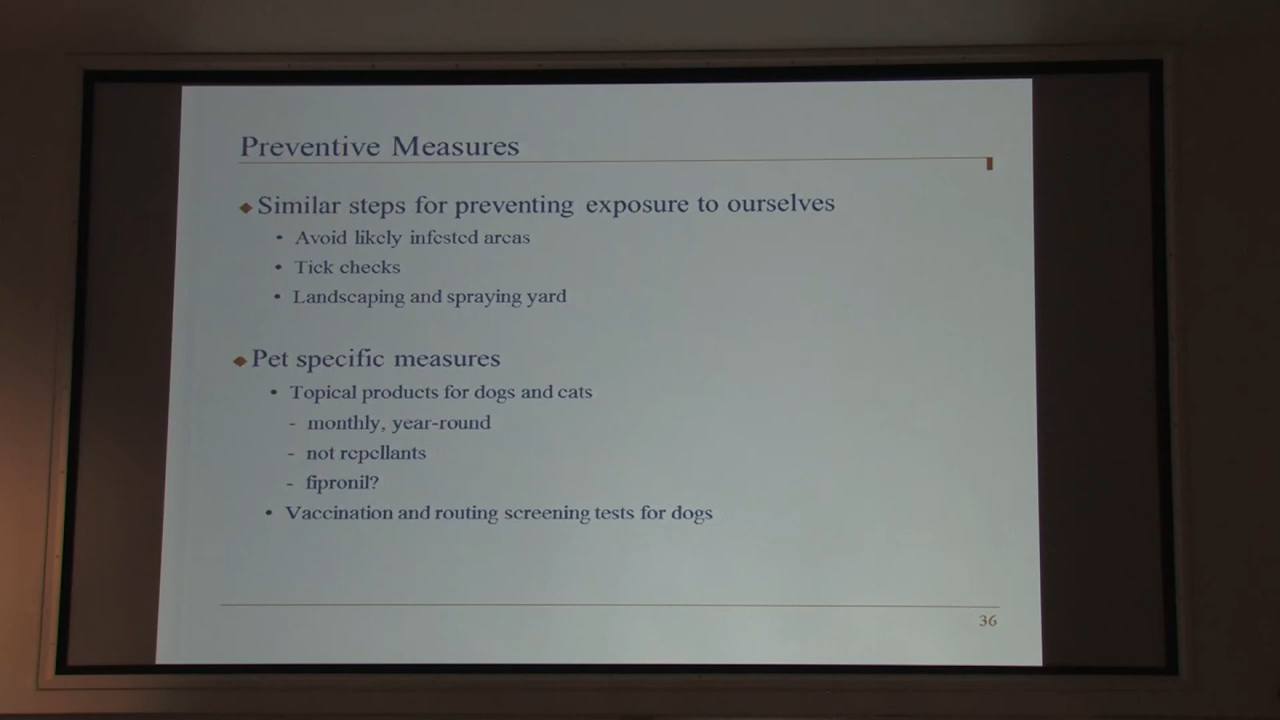 Preventive Measures
Similar steps for preventing exposure to ourselves
Avoid likely infested areas
Tick checks
Landscaping and spraying yard
Pet specific measures
Topical products for dogs and cats
- monthly, year-round
- not repellants
- fipronil?
Vaccination and routing screening tests for dogs
36